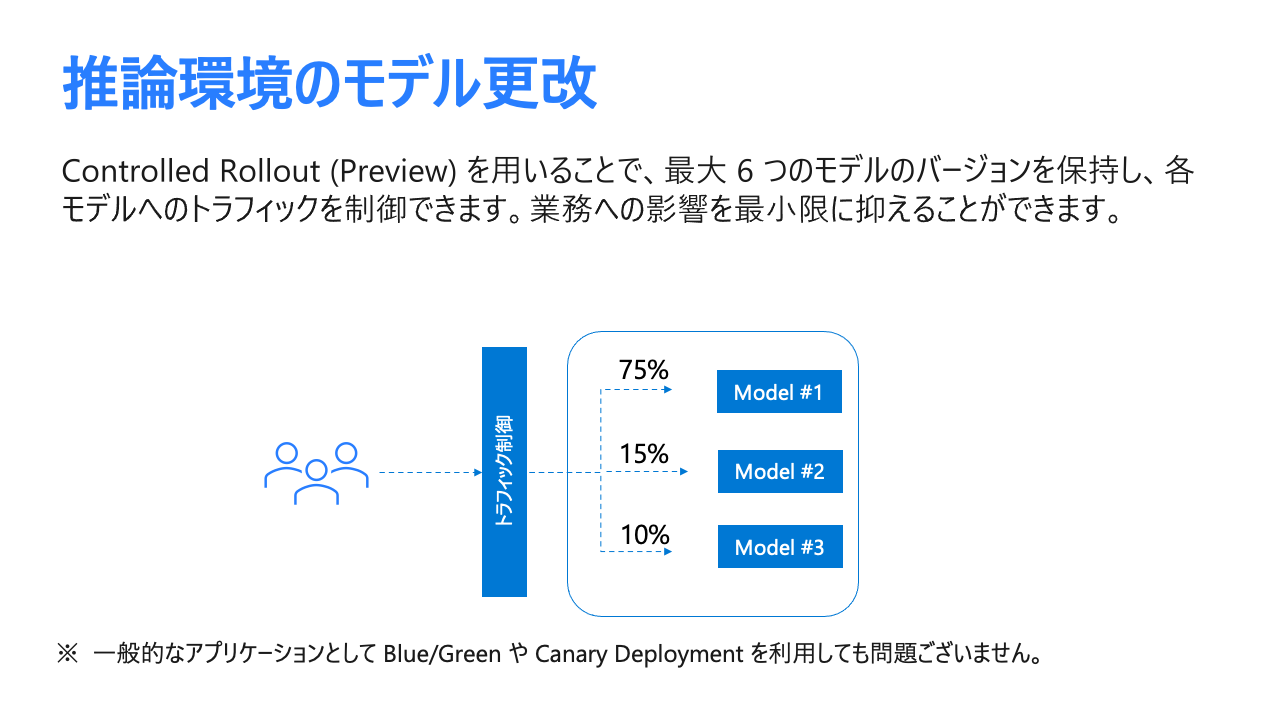 推論環境のモデル更改
Controlled Rollout (Preview) を用いることで、最大 6 つのモデルのバージョンを保持し、各
モデルへのトラフィックを制御できます。業務への影響を最小限に抑えることができます。
トラフィック制御
75%
Model #1
15%
Model #2
10%
Model #3
※ 一般的なアプリケーションとして Blue/Green や Canary Deployment を利用しても問題ございません。